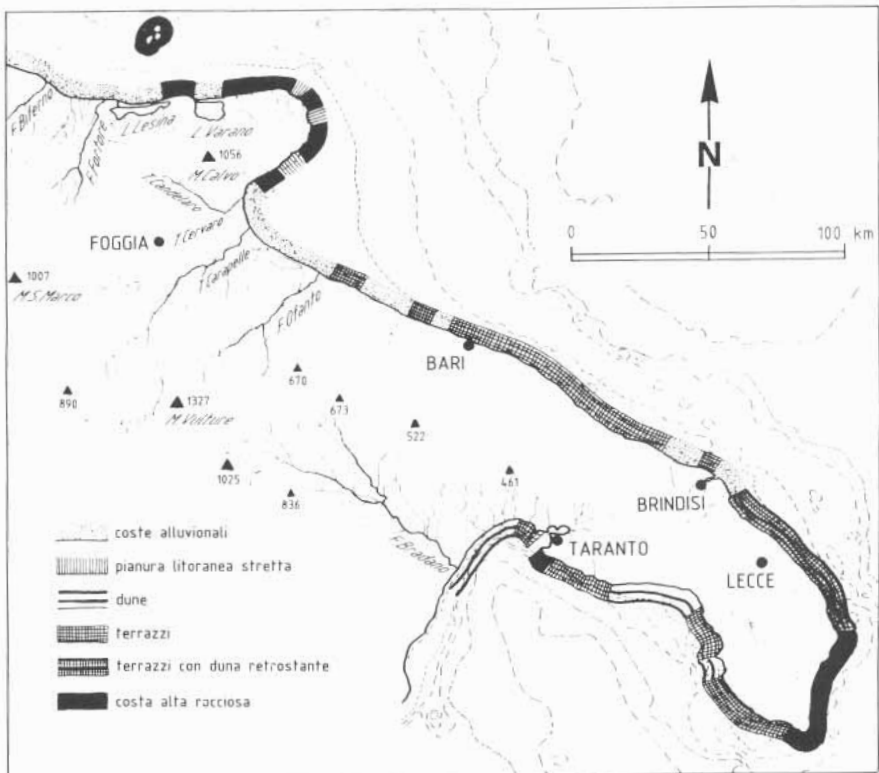 F. Biferno
F. Fortore
L. Lesina
L. Varano
1056
M. Calvo
T. Candelaro
FOGGIA
T. Cervaro
T. Carapelle
F. Ofanto
1007
M. S. Marco
N
0 50 100 km
BARI
670
890
1327
M. Vulture
673
522
1025
836
461
BRINDISI
F. Bradano
TARANTO
LECCE
coste alluvionali
pianura litoranea stretta
dune
terrazzi
terrazzi con duna retrostante
costa alta rocciosa